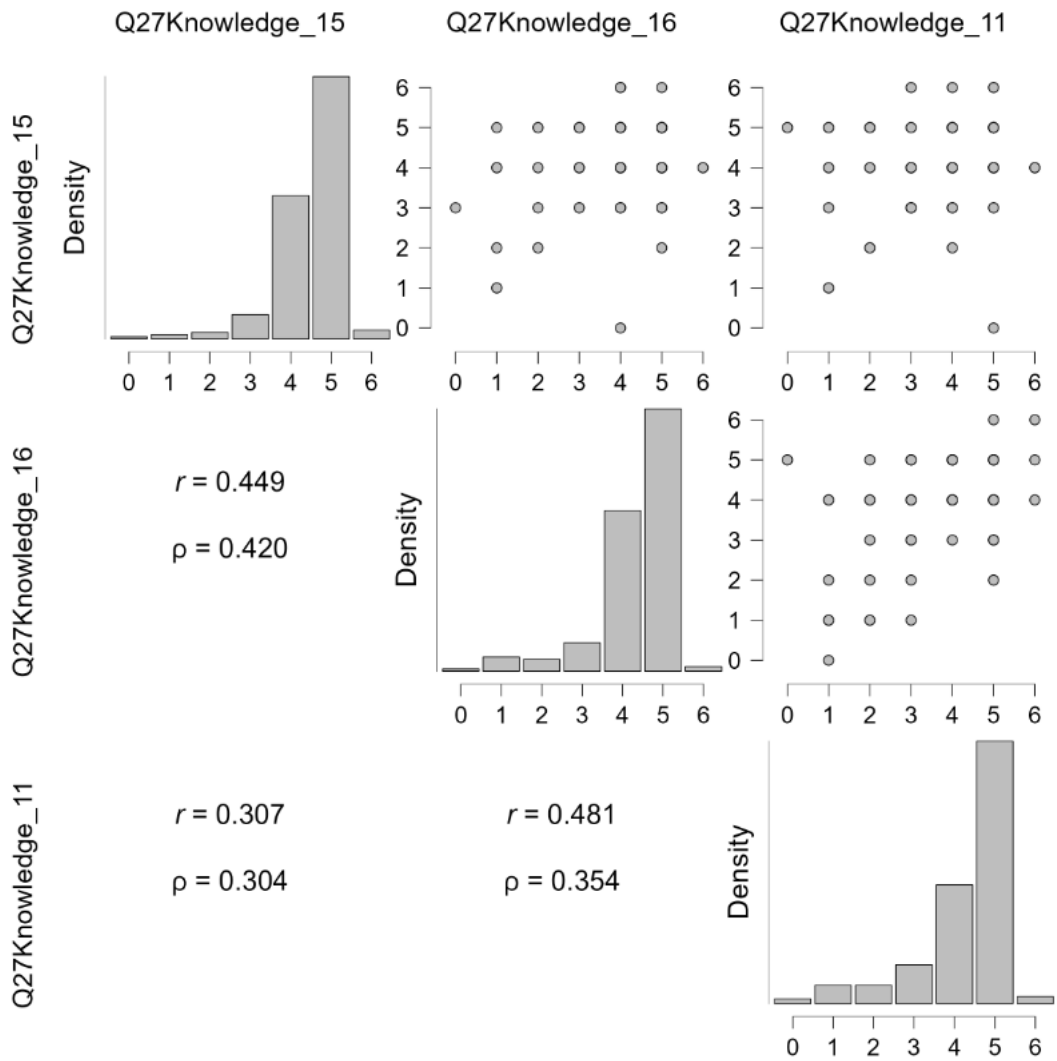 Q27Knowledge_15 Q27Knowledge_16 Q27Knowledge_11
Q27Knowledge_15
Density
0 1 2 3 4 5 6
6
5
4
3
2
1
0
0 1 2 3 4 5 6
6
5
4
3
2
1
0
0 1 2 3 4 5 6
Q27Knowledge_16
r = 0.449
ρ = 0.420
Density
0 1 2 3 4 5 6
6
5
4
3
2
1
0
0 1 2 3 4 5 6
Q27Knowledge_11
r = 0.307
ρ = 0.304
r = 0.481
ρ = 0.354
Density
0 1 2 3 4 5 6